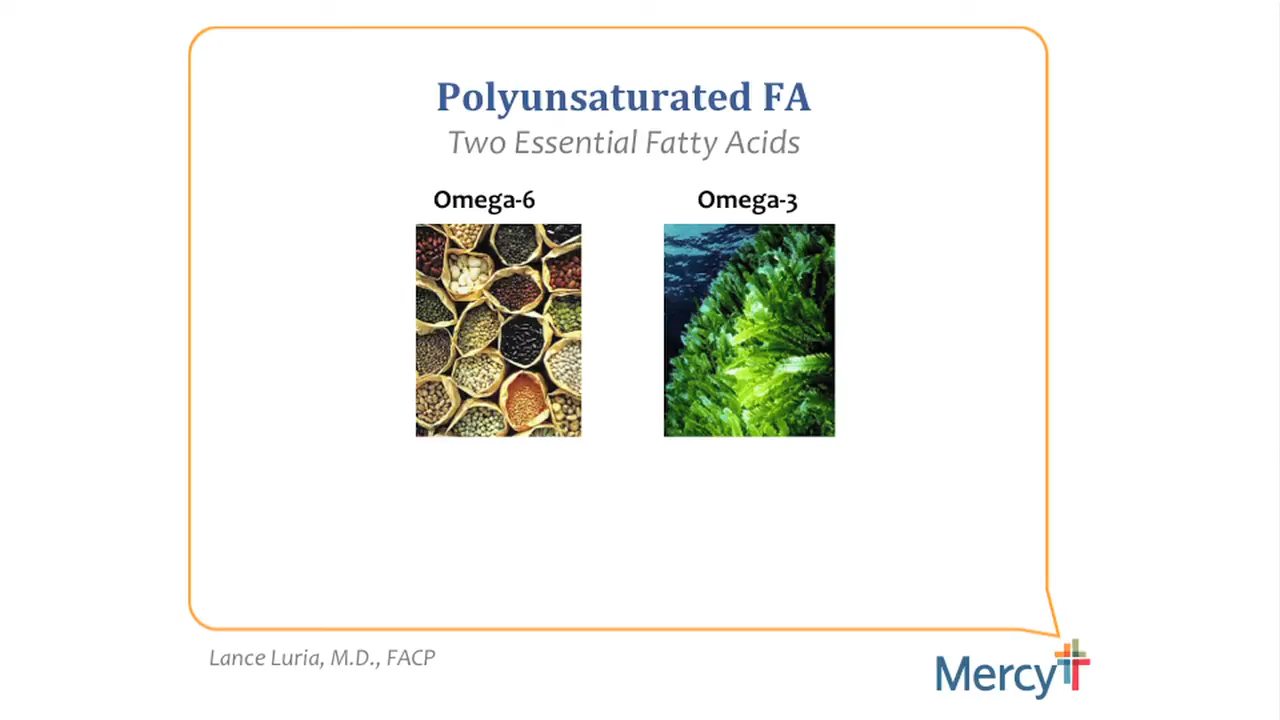 Polyunsaturated FA
Two Essential Fatty Acids
Omega-6 Omega-3
Lance Luria, M.D., FACP
Mercy